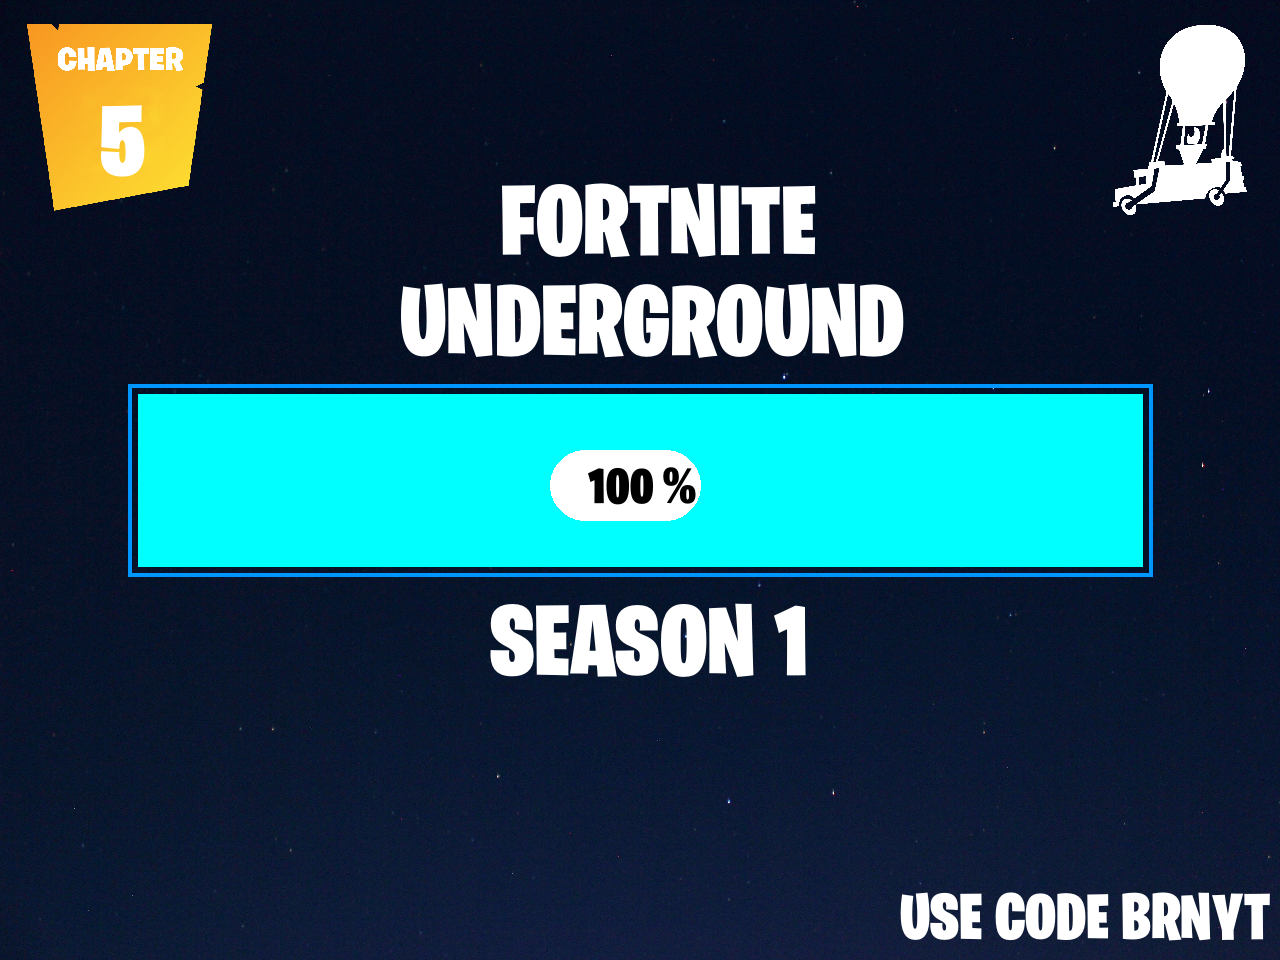 CHAPTER
5
FORTNITE
UNDERGROUND
100 %
SEASON 1
USE CODE BRNYT